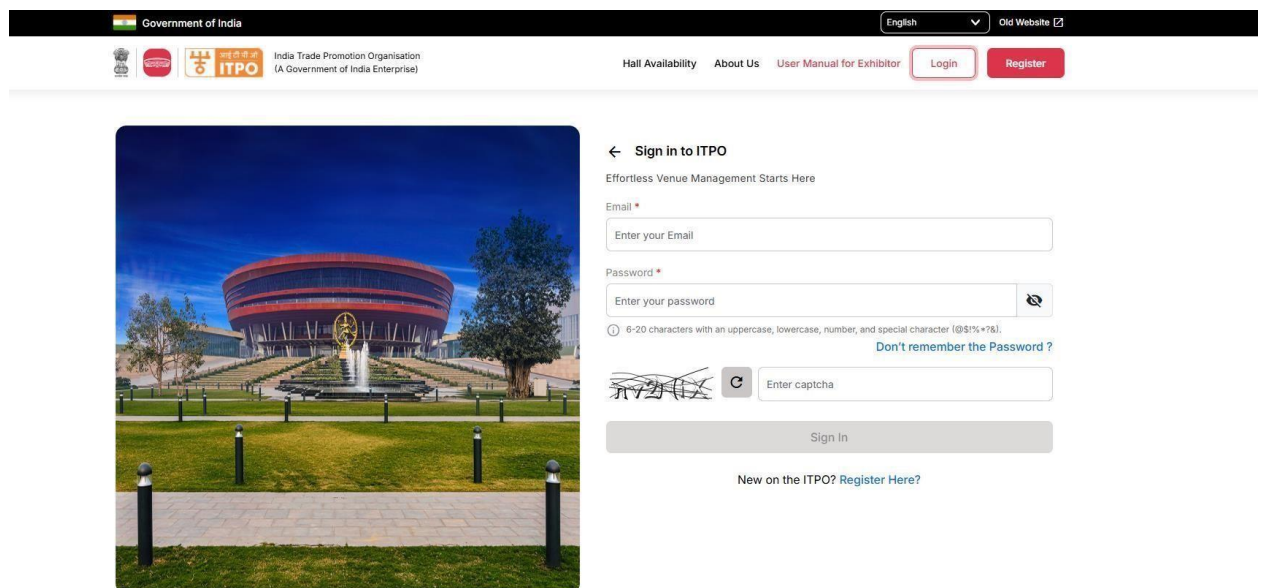 Government of India
English
Old Website
आई टी पी ओ
ITPO
India Trade Promotion Organisation
(A Government of India Enterprise)
Hall Availability
About Us
User Manual for Exhibitor
Login
Register
Sign in to ITPO
Effortless Venue Management Starts Here
Email *
Enter your Email
Password *
Enter your password
6-20 characters with an uppercase, lowercase, number, and special character (@$!%*?&).
Don't remember the Password ?
Enter captcha
Sign In
New on the ITPO? Register Here?